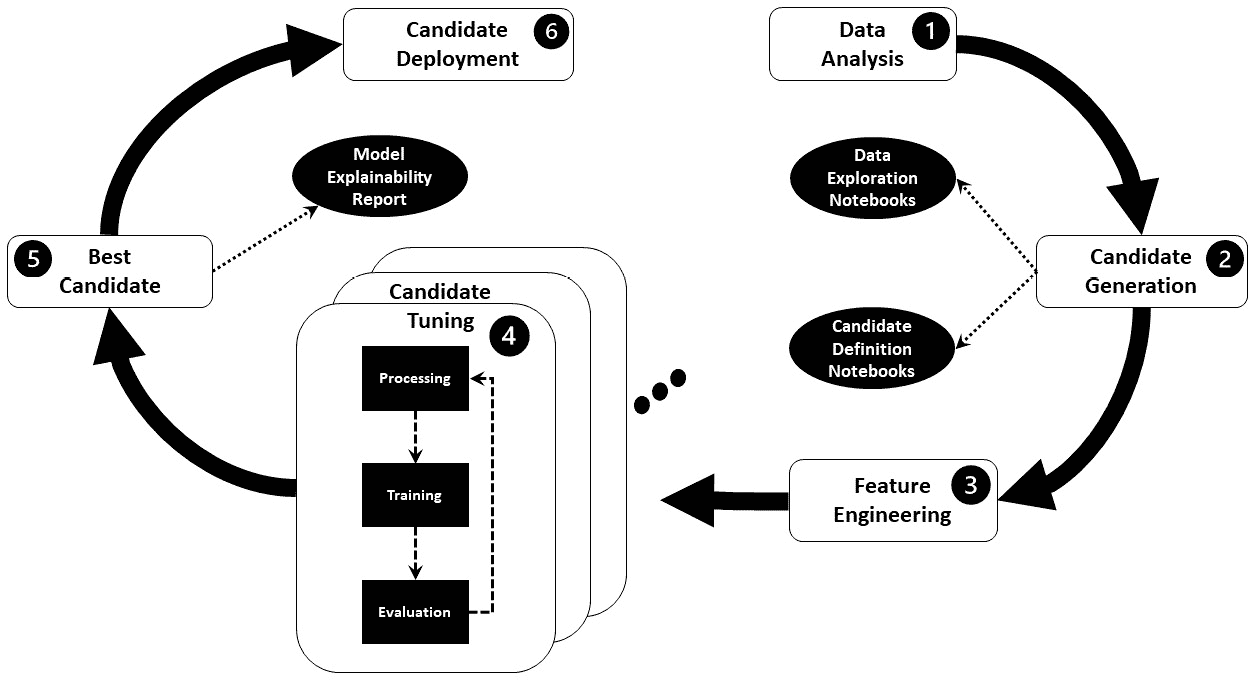 Data
Analysis
1
Candidate
Generation
2
Data
Exploration
Notebooks
Candidate
Definition
Notebooks
Feature
Engineering
3
Candidate
Tuning
4
Processing
Training
Evaluation
Best
Candidate
5
Model
Explainability
Report
Candidate
Deployment
6